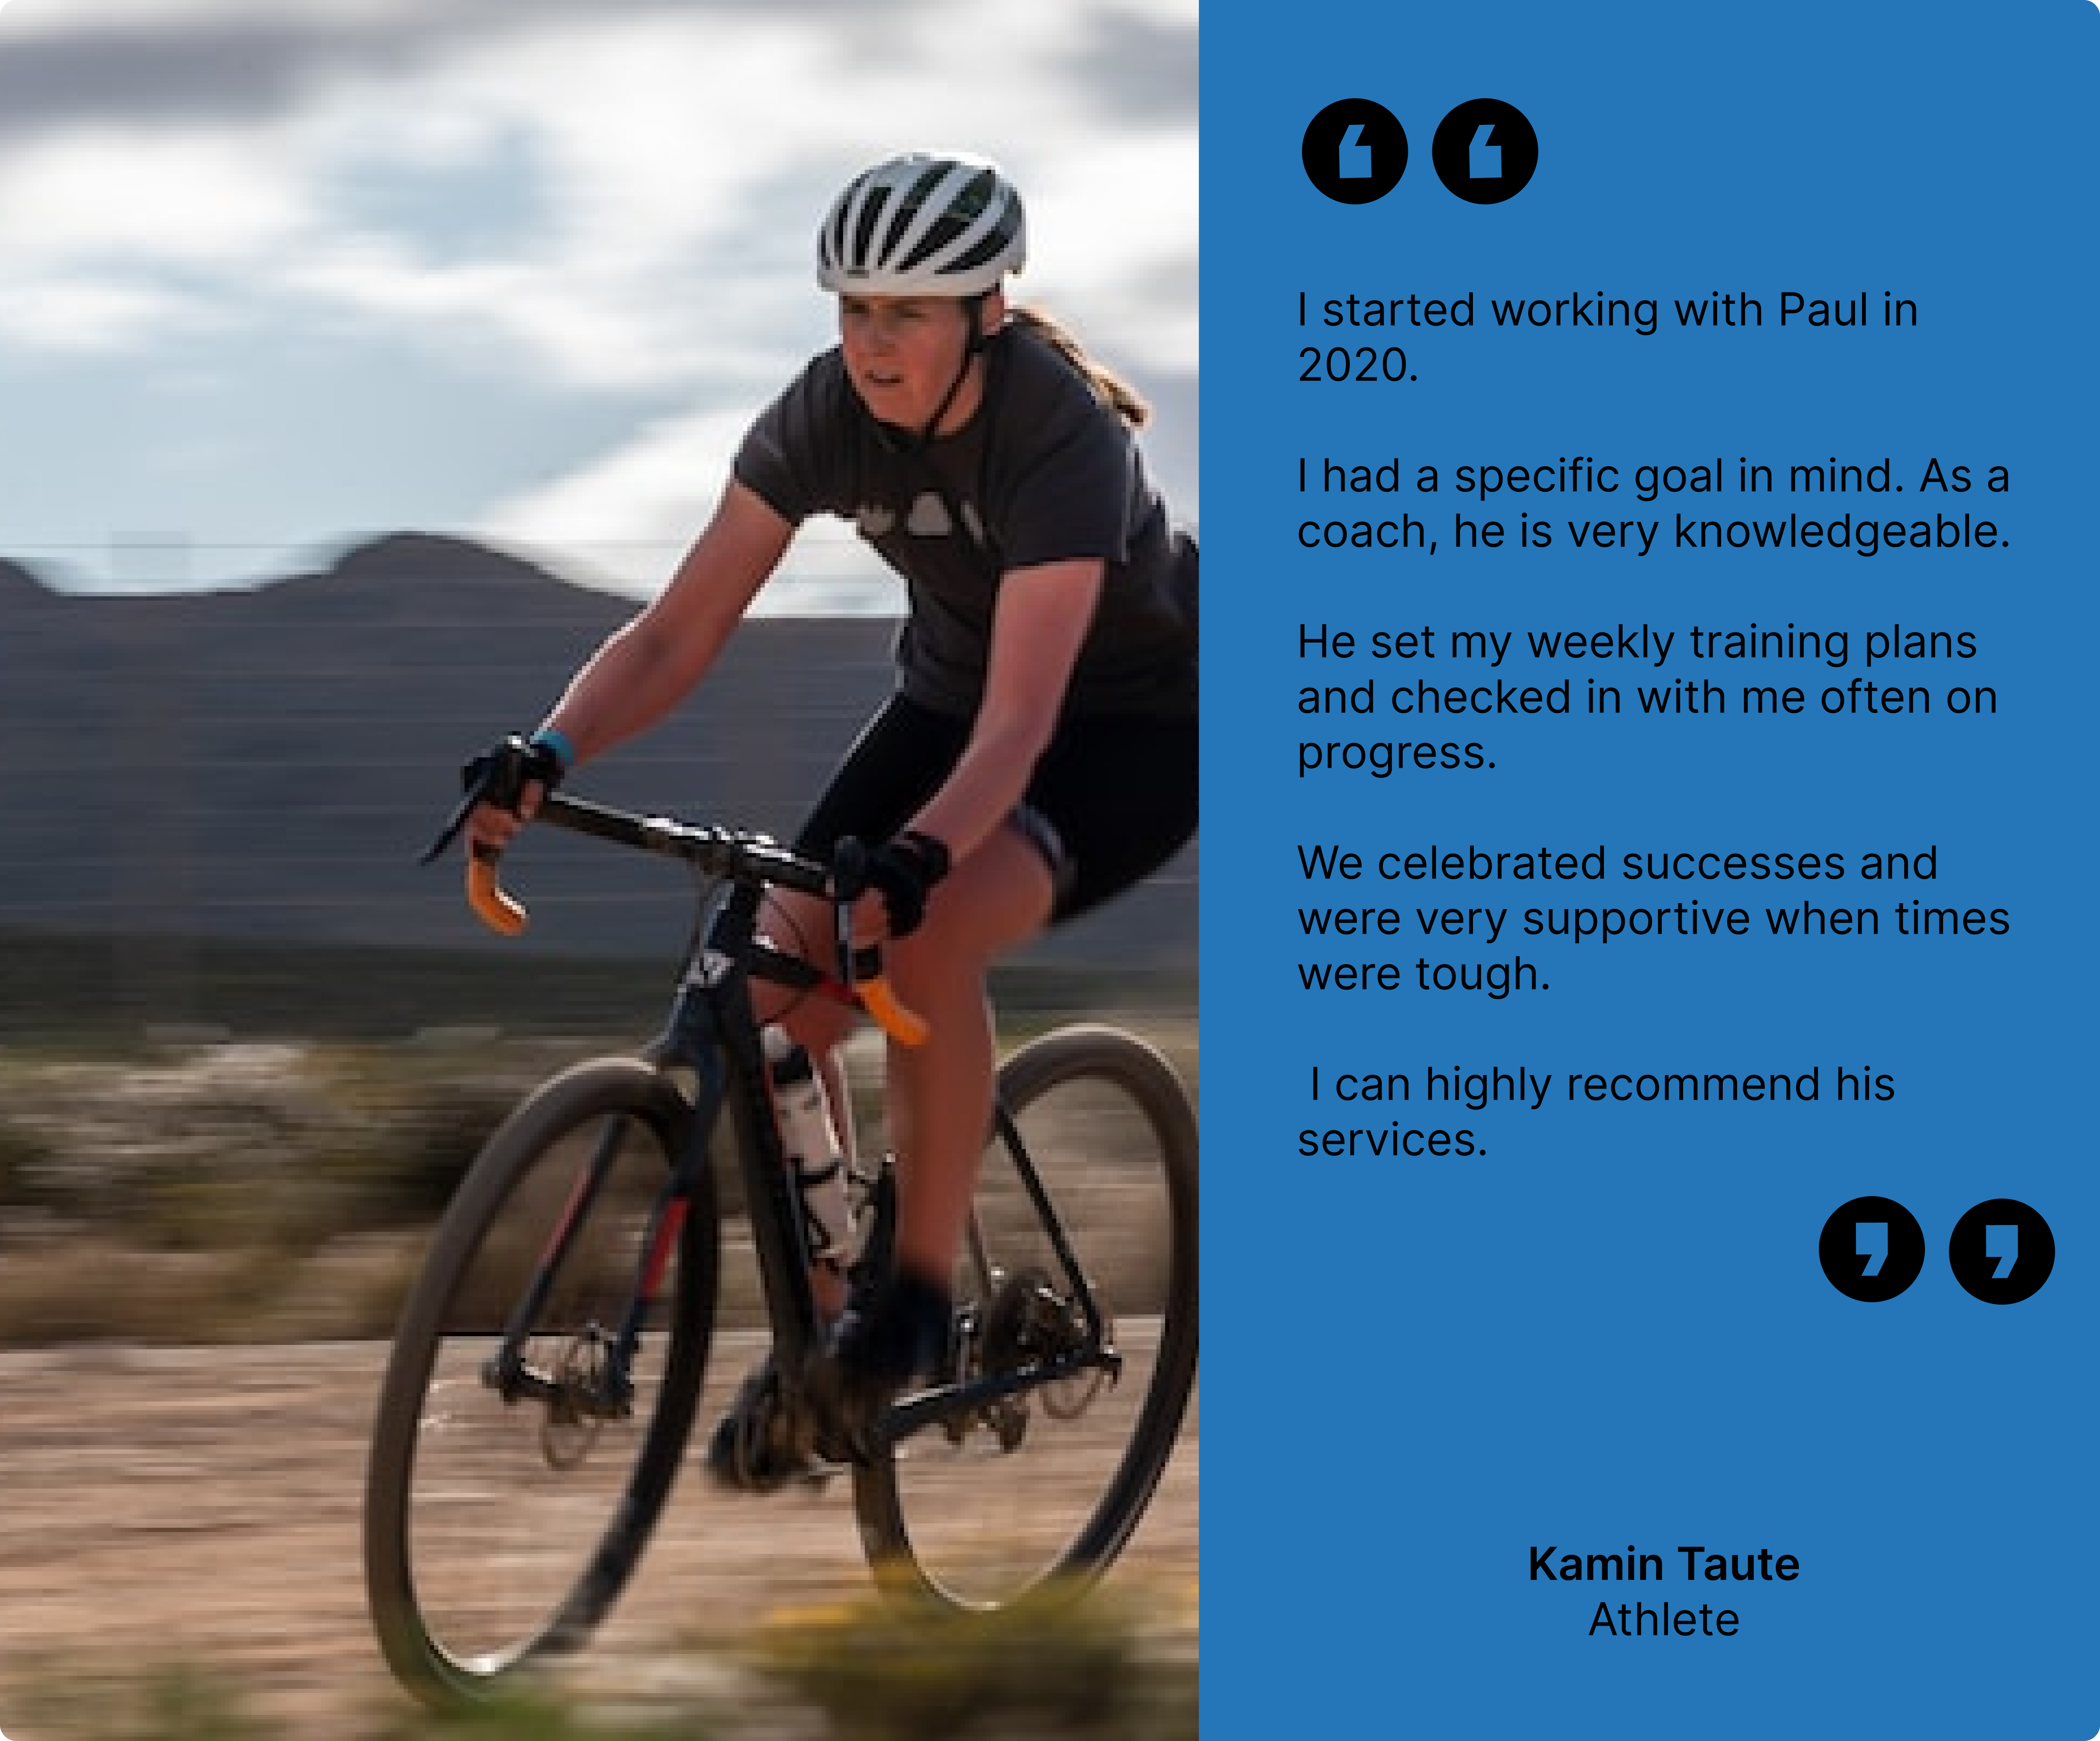 I started working with Paul in
2020.
I had a specific goal in mind. As a
coach, he is very knowledgeable.
He set my weekly training plans
and checked in with me often on
progress.
We celebrated successes and
were very supportive when times
were tough.
I can highly recommend his
services.
Kamin Taute
Athlete